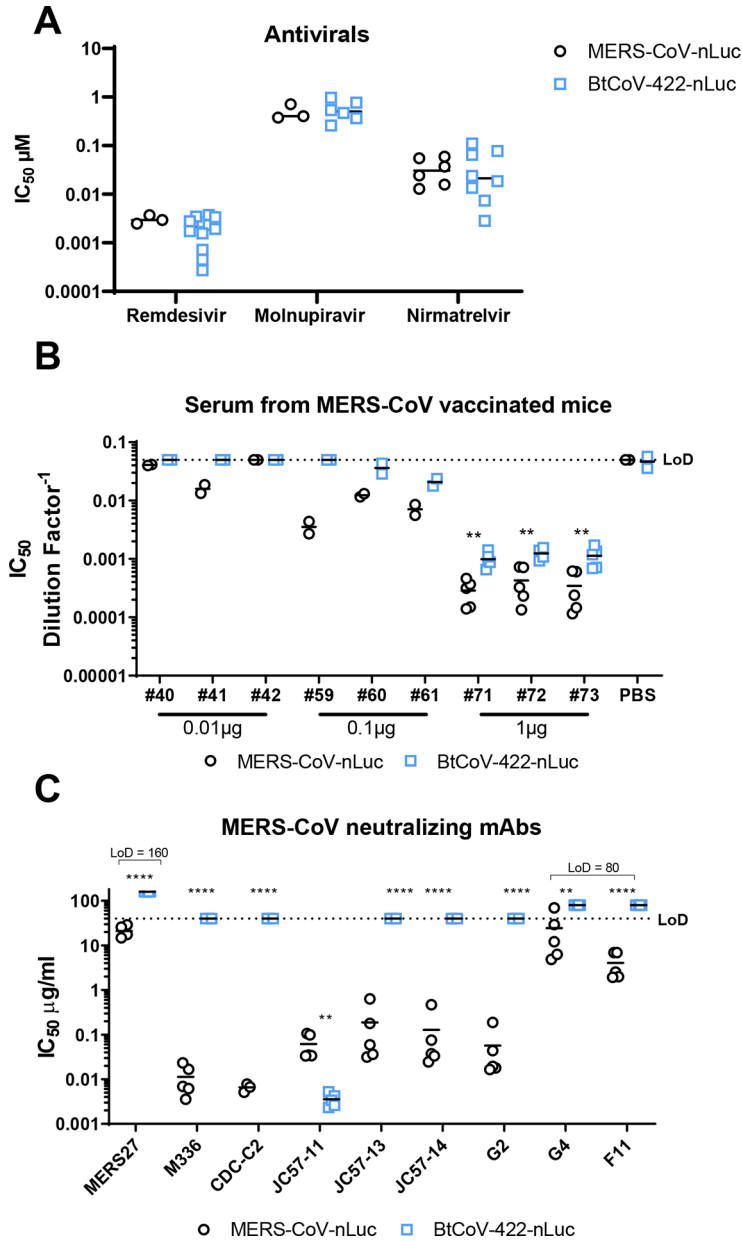 A
Antivirals
MERS-CoV-nLuc
BtCoV-422-nLuc
IC50 µM
10
1
0.1
0.01
0.001
0.0001
Remdesivir Molnupiravir Nirmatrelvir
B
Serum from MERS-CoV vaccinated mice
IC50
Dilution Factor-1
0.1
0.01
0.001
0.0001
0.00001
LoD
** ** **
#40 #41 #42 #59 #60 #61 #71 #72 #73 PBS
0.01µg 0.1µg 1µg
MERS-CoV-nLuc BtCoV-422-nLuc
C
MERS-CoV neutralizing mAbs
LoD = 160
LoD = 80
**** **** **** **** **** **** ** ****
**
IC50 µg/ml
100
10
1
0.1
0.01
0.001
LoD
MERS27 M336 CDC-C2 JC57-11 JC57-13 JC57-14 G2 G4 F11
MERS-CoV-nLuc BtCoV-422-nLuc